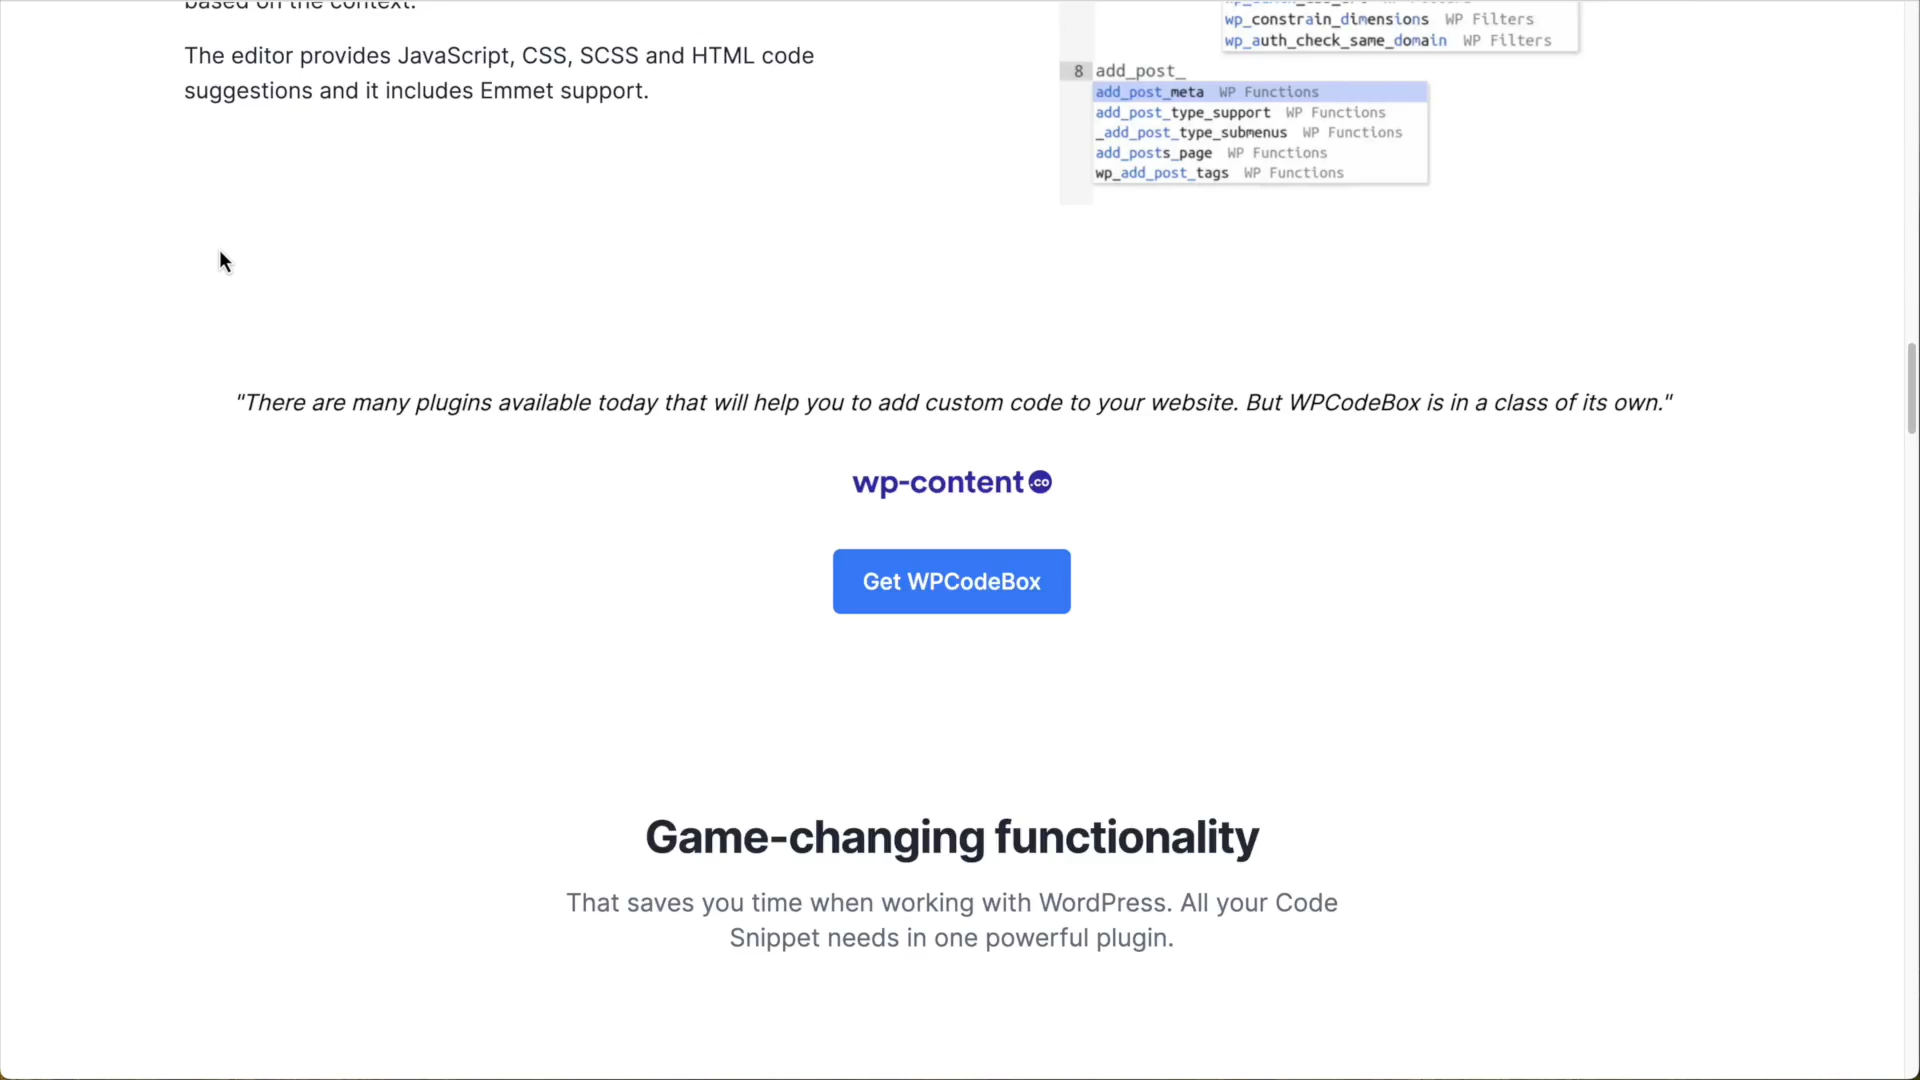 based on the context.
The editor provides JavaScript, CSS, SCSS and HTML code
suggestions and it includes Emmet support.
wp_constrain_dimensions WP Filters
wp_auth_check_same_domain WP Filters
8 add_post_
add_post_meta WP Functions
add_post_type_support WP Functions
_add_post_type_submenus WP Functions
add_posts_page WP Functions
wp_add_post_tags WP Functions
"There are many plugins available today that will help you to add custom code to your website. But WPCodeBox is in a class of its own."
wp-content.co
Get WPCodeBox
Game-changing functionality
That saves you time when working with WordPress. All your Code
Snippet needs in one powerful plugin.